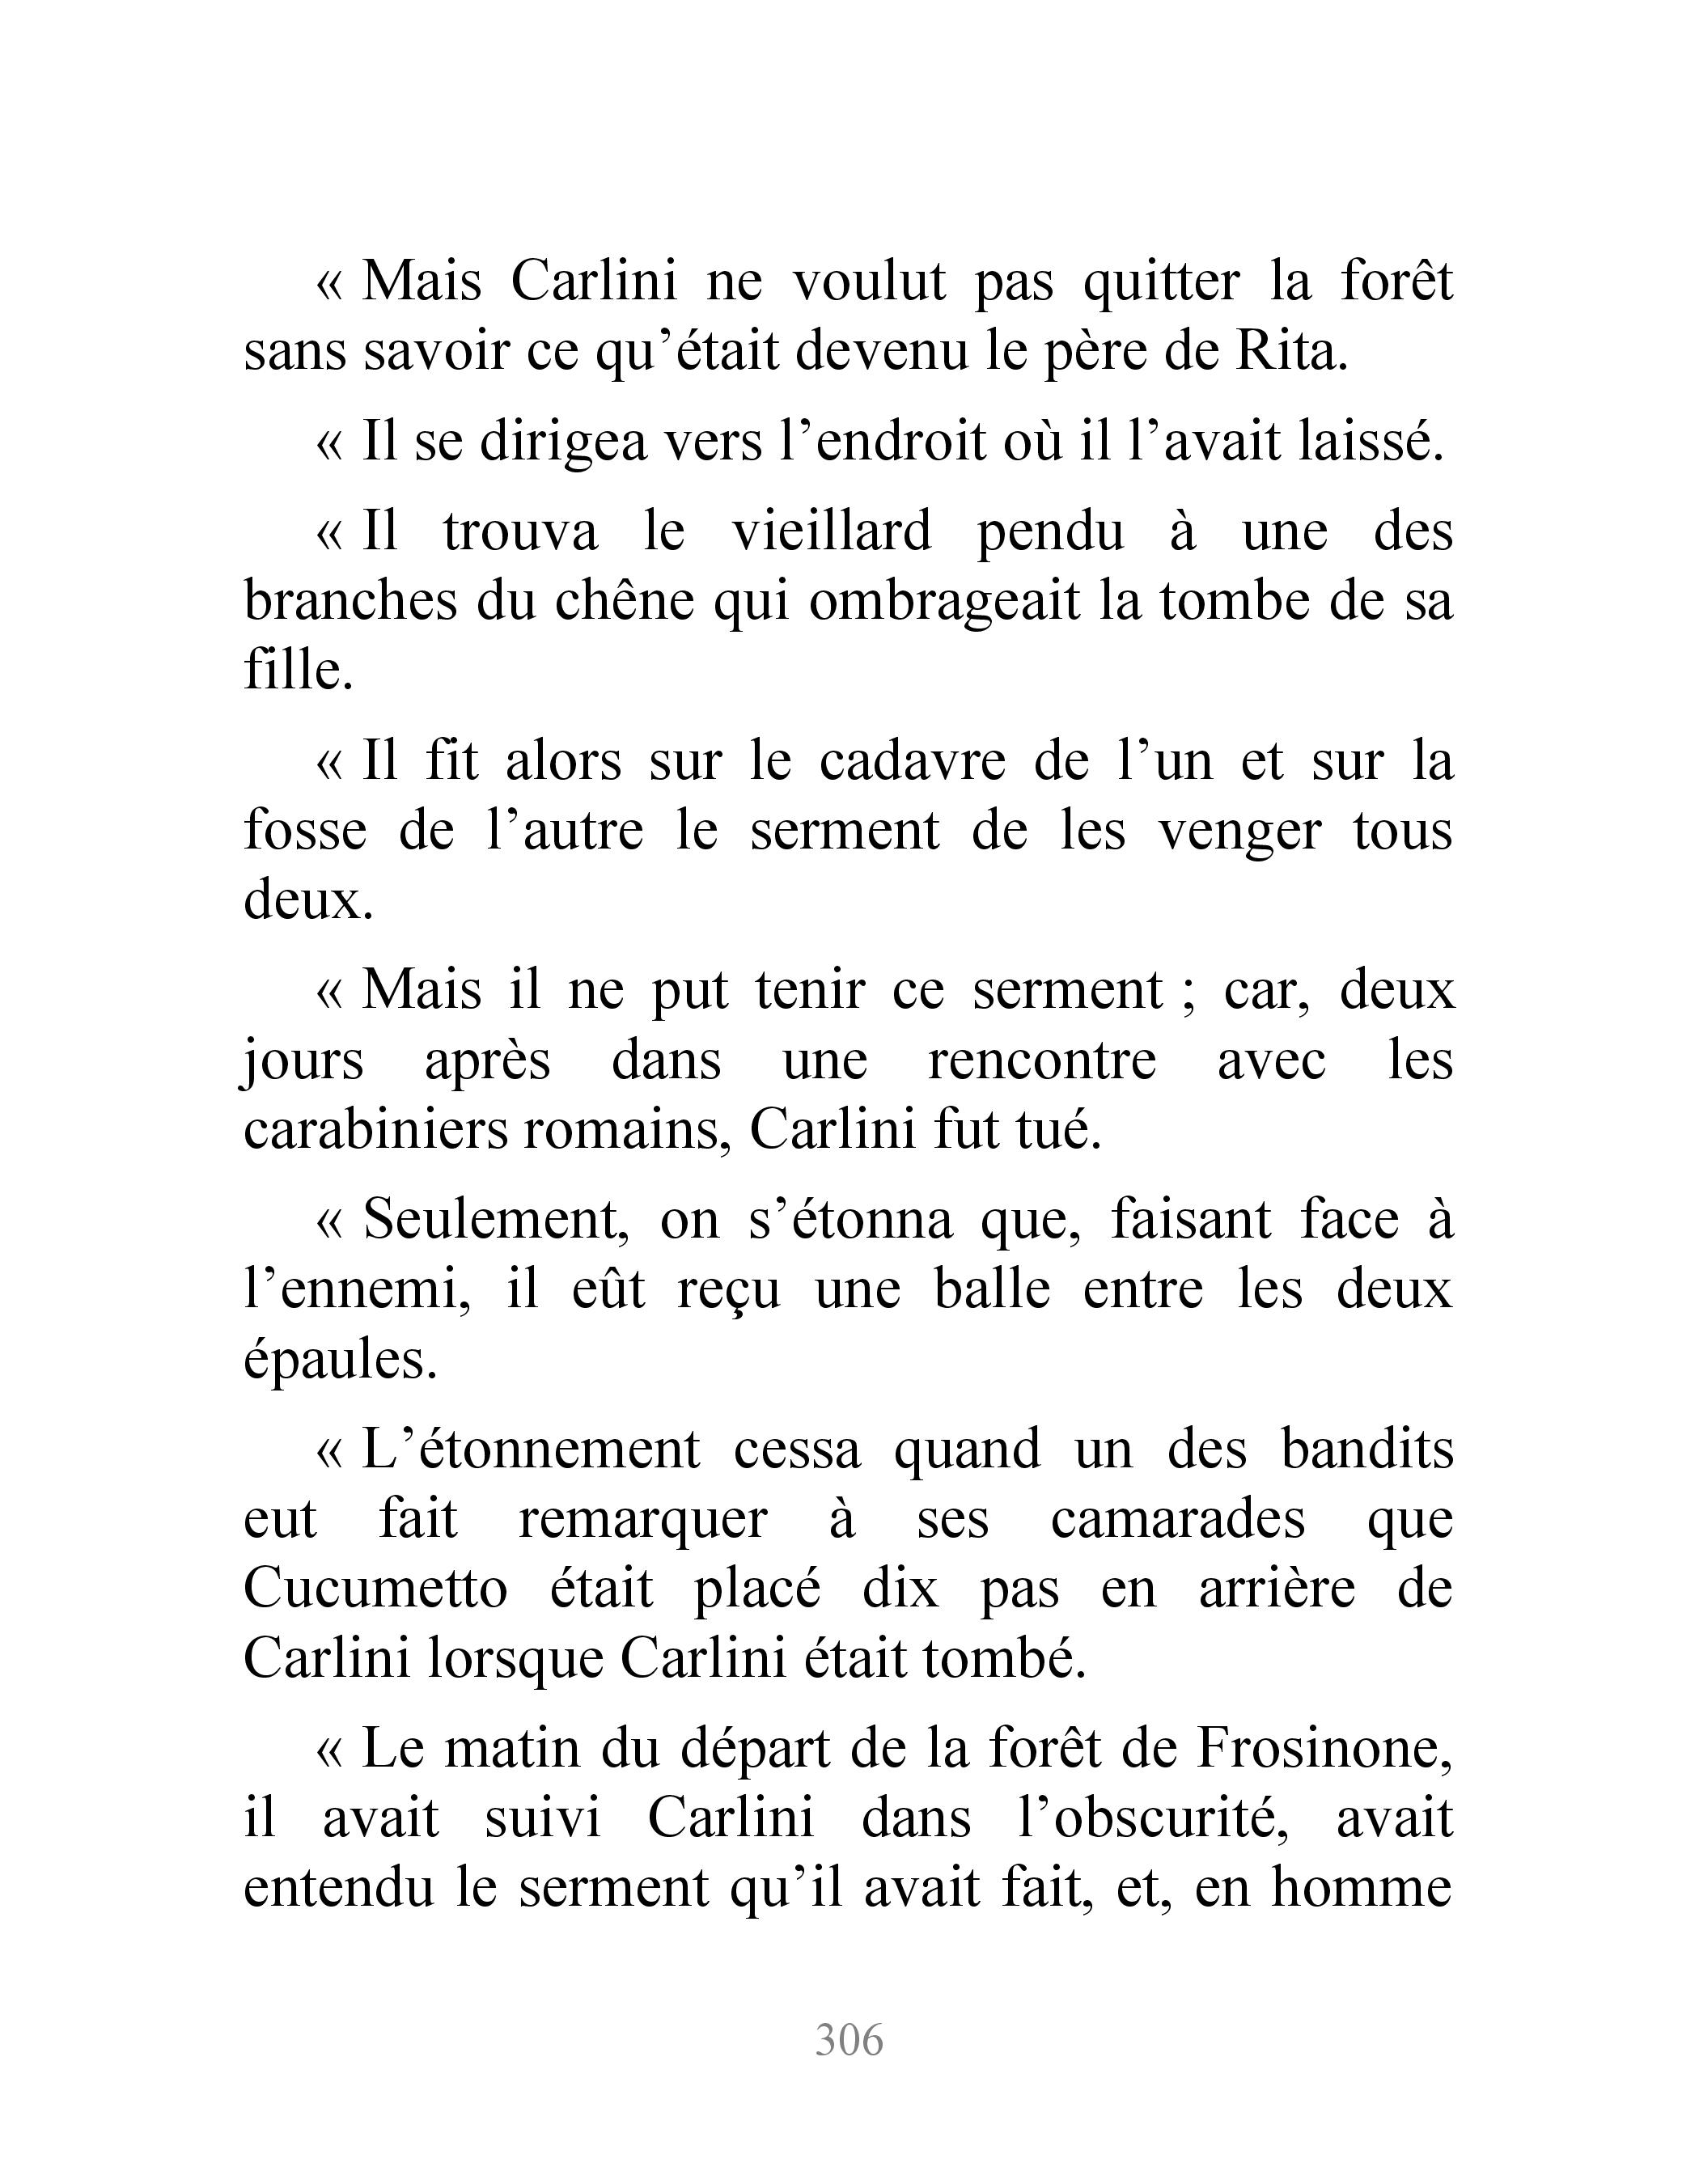 « Mais Carlini ne voulut pas quitter la forêt
sans savoir ce qu’était devenu le père de Rita.
« Il se dirigea vers l’endroit où il l’avait laissé.
« Il trouva le vieillard pendu à une des
branches du chêne qui ombrageait la tombe de sa
fille.
« Il fit alors sur le cadavre de l’un et sur la
fosse de l’autre le serment de les venger tous
deux.
« Mais il ne put tenir ce serment ; car, deux
jours après dans une rencontre avec les
carabiniers romains, Carlini fut tué.
« Seulement, on s’étonna que, faisant face à
l’ennemi, il eût reçu une balle entre les deux
épaules.
« L’étonnement cessa quand un des bandits
eut fait remarquer à ses camarades que
Cucumetto était placé dix pas en arrière de
Carlini lorsque Carlini était tombé.
« Le matin du départ de la forêt de Frosinone,
il avait suivi Carlini dans l’obscurité, avait
entendu le serment qu’il avait fait, et, en homme
306